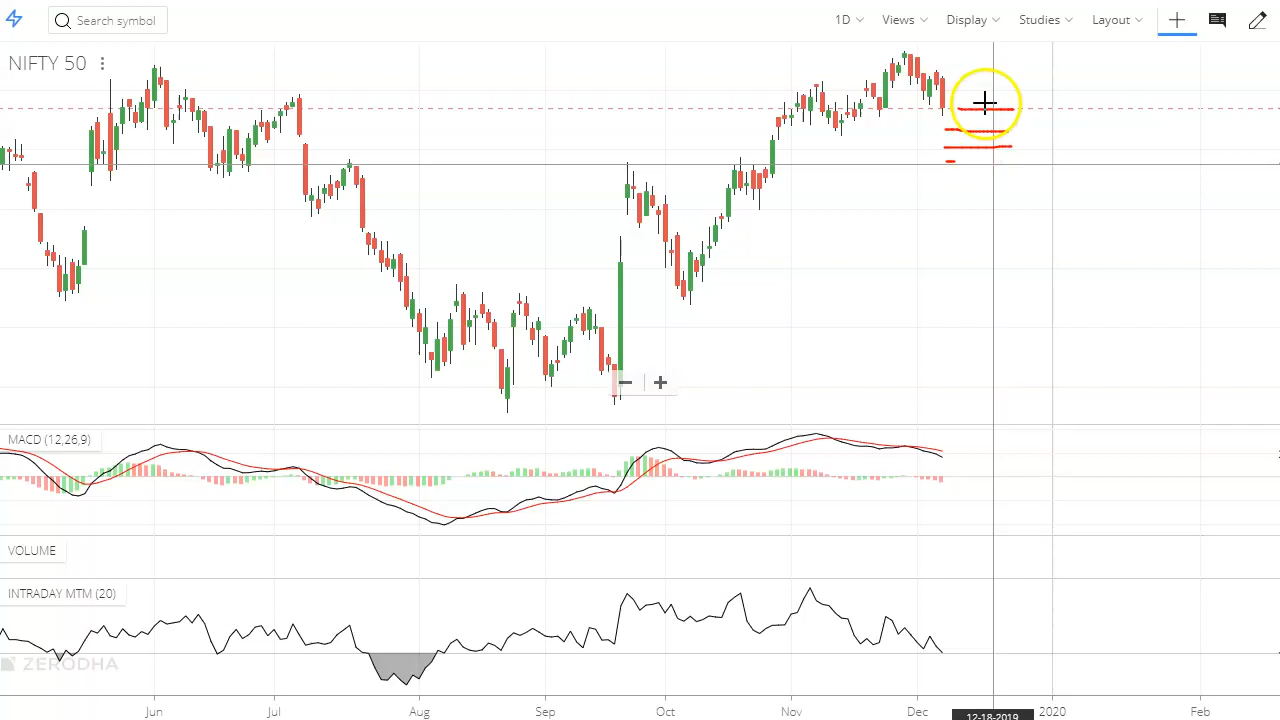 Search symbol
1D Views Display Studies Layout
NIFTY 50
MACD (12,26,9)
VOLUME
INTRADAY MTM (20)
ZERODHA
Jun Jul Aug Sep Oct Nov Dec 12-18-2019 2020 Feb